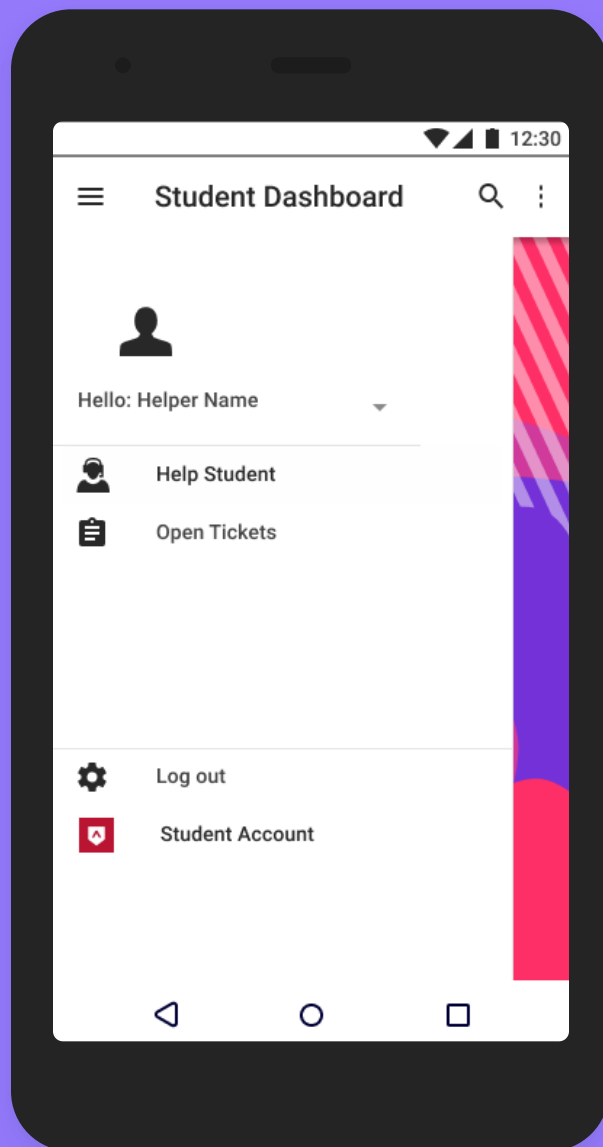 12:30
Student Dashboard
Hello: Helper Name
Help Student
Open Tickets
Log out
Student Account